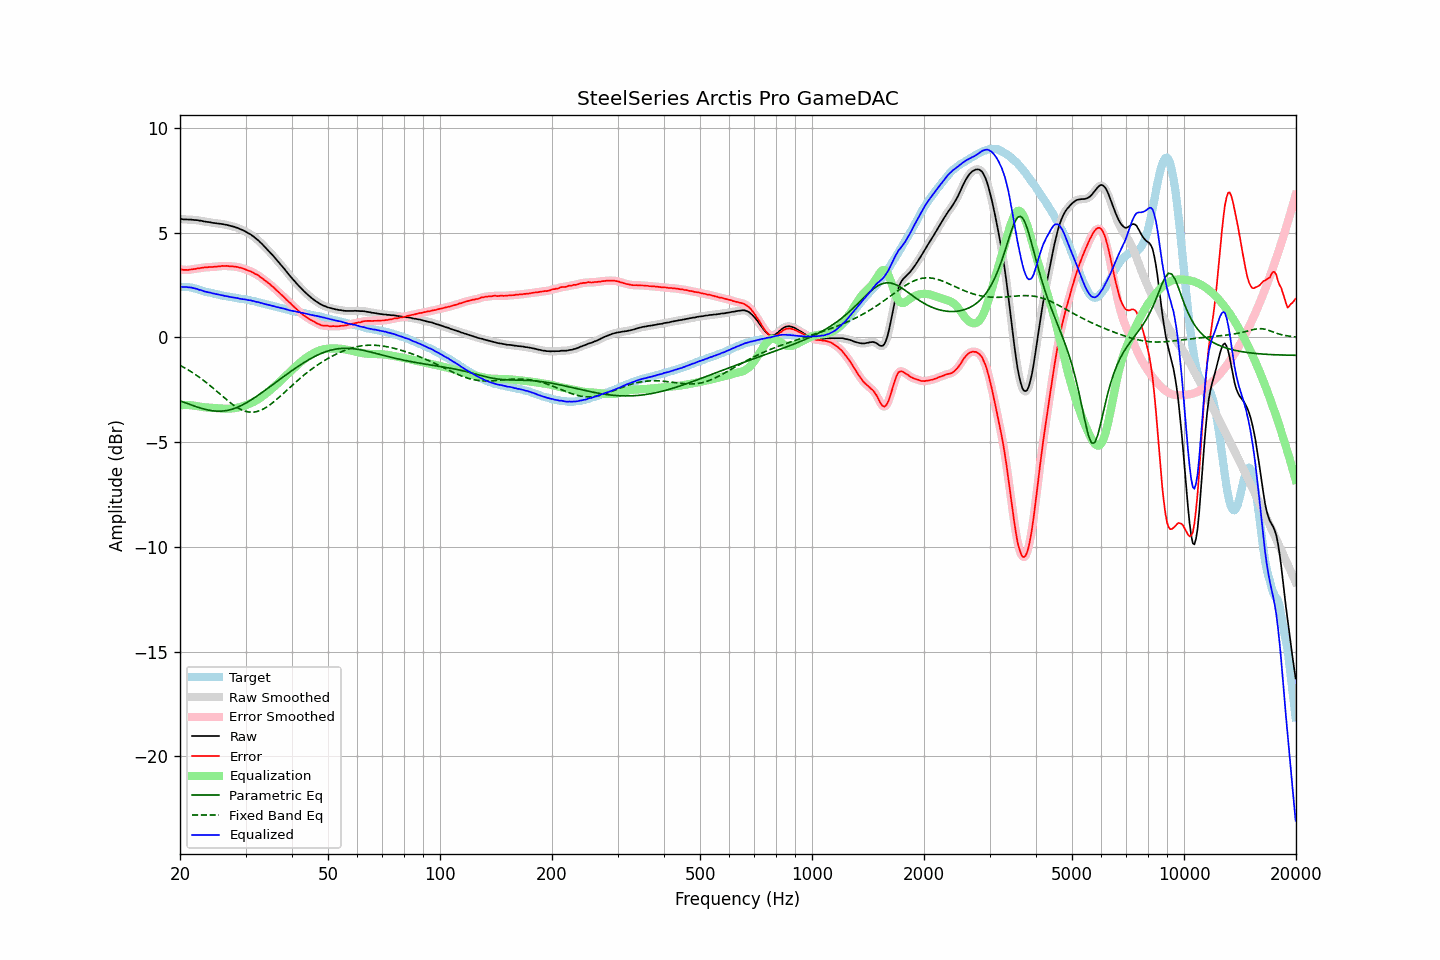 SteelSeries Arctis Pro GameDAC
10
5
0
−5
−10
−15
−20
Amplitude (dBr)
Target
Raw Smoothed
Error Smoothed
Raw
Error
Equalization
Parametric Eq
Fixed Band Eq
Equalized
20 50 100 200 500 1000 2000 5000 10000 20000
Frequency (Hz)